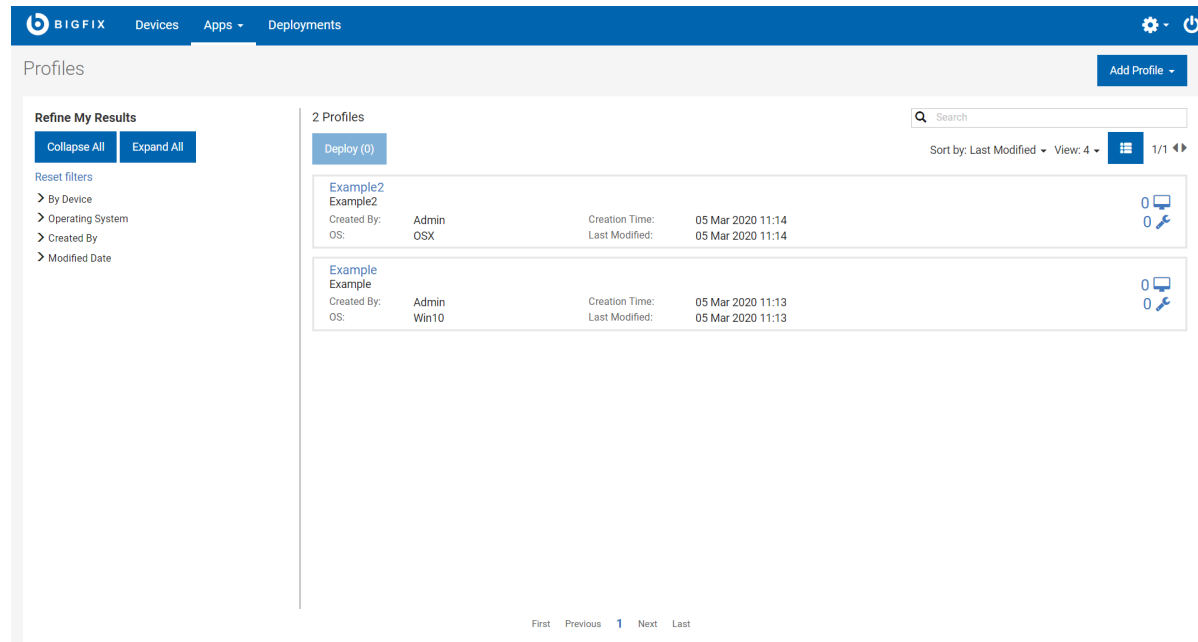 BIGFIX Devices Apps Deployments
Profiles
Add Profile
Refine My Results
Collapse All Expand All
Reset filters
By Device
Operating System
Created By
Modified Date
2 Profiles
Search
Deploy (0)
Sort by: Last Modified View: 4 1/1
Example2
Example2
Created By: Admin Creation Time: 05 Mar 2020 11:14
OS: OSX Last Modified: 05 Mar 2020 11:14
0
0
Example
Example
Created By: Admin Creation Time: 05 Mar 2020 11:13
OS: Win10 Last Modified: 05 Mar 2020 11:13
0
0
First Previous 1 Next Last